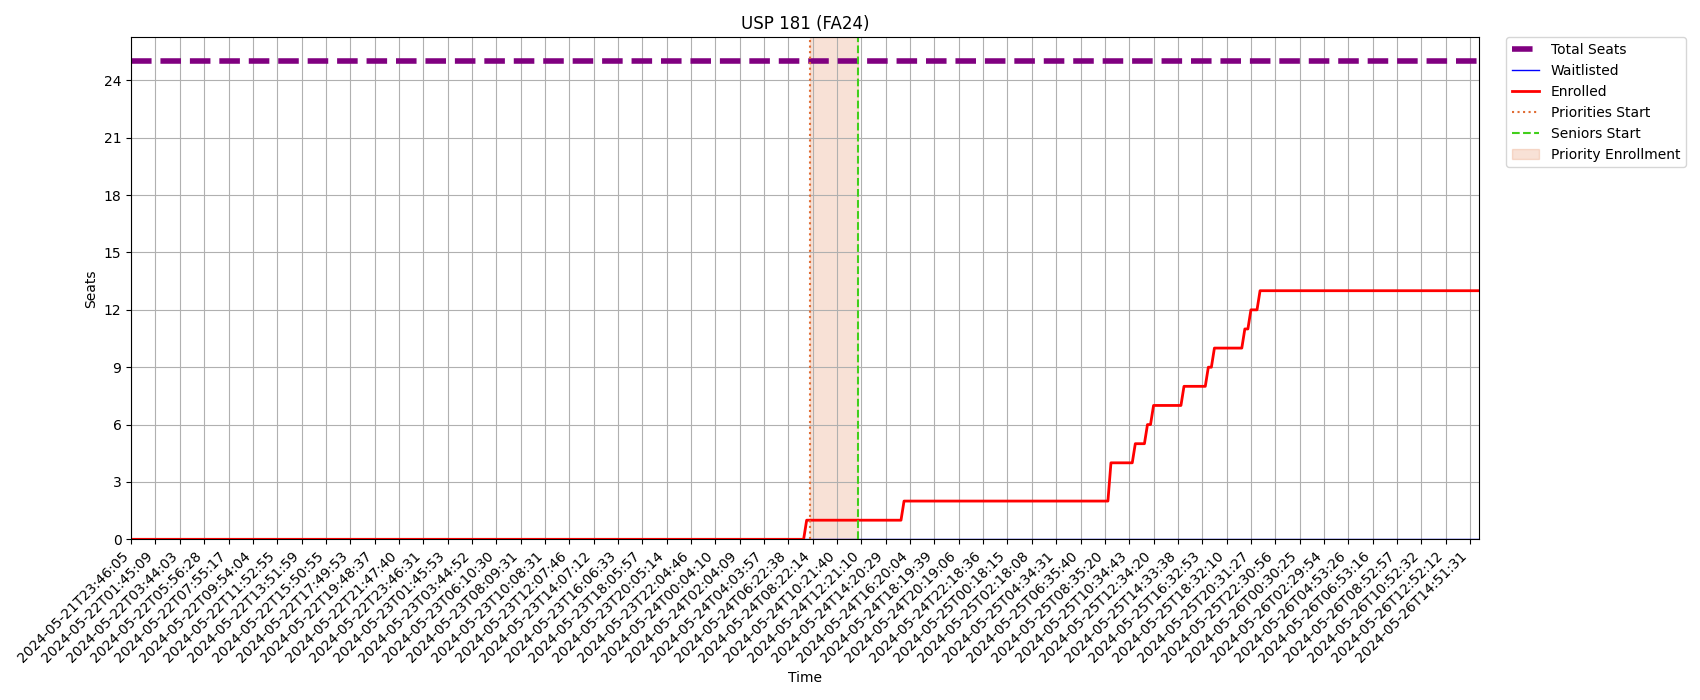 USP 181 (FA24)
Total Seats
Waitlisted
Enrolled
Priorities Start
Seniors Start
Priority Enrollment
Seats
24
21
18
15
12
9
6
3
0
2024-05-21T23:46:05
2024-05-22T01:45:09
2024-05-22T03:44:03
2024-05-22T05:56:28
2024-05-22T07:55:17
2024-05-22T09:54:04
2024-05-22T11:52:55
2024-05-22T13:51:59
2024-05-22T15:50:55
2024-05-22T17:49:53
2024-05-22T19:48:37
2024-05-22T21:47:40
2024-05-22T23:46:31
2024-05-23T01:45:53
2024-05-23T03:44:52
2024-05-23T06:10:30
2024-05-23T08:09:31
2024-05-23T10:08:31
2024-05-23T12:07:46
2024-05-23T14:07:12
2024-05-23T16:06:33
2024-05-23T18:05:57
2024-05-23T20:05:14
2024-05-23T22:04:46
2024-05-24T00:04:10
2024-05-24T02:04:09
2024-05-24T04:03:57
2024-05-24T06:22:38
2024-05-24T08:22:14
2024-05-24T10:21:40
2024-05-24T12:21:10
2024-05-24T14:20:29
2024-05-24T16:20:04
2024-05-24T18:19:39
2024-05-24T20:19:06
2024-05-24T22:18:36
2024-05-25T00:18:15
2024-05-25T02:18:08
2024-05-25T04:34:31
2024-05-25T06:35:40
2024-05-25T08:35:20
2024-05-25T10:34:43
2024-05-25T12:34:20
2024-05-25T14:33:38
2024-05-25T16:32:53
2024-05-25T18:32:10
2024-05-25T20:31:27
2024-05-25T22:30:56
2024-05-26T00:30:25
2024-05-26T02:29:54
2024-05-26T04:53:26
2024-05-26T06:53:16
2024-05-26T08:52:57
2024-05-26T10:52:32
2024-05-26T12:52:12
2024-05-26T14:51:31
Time